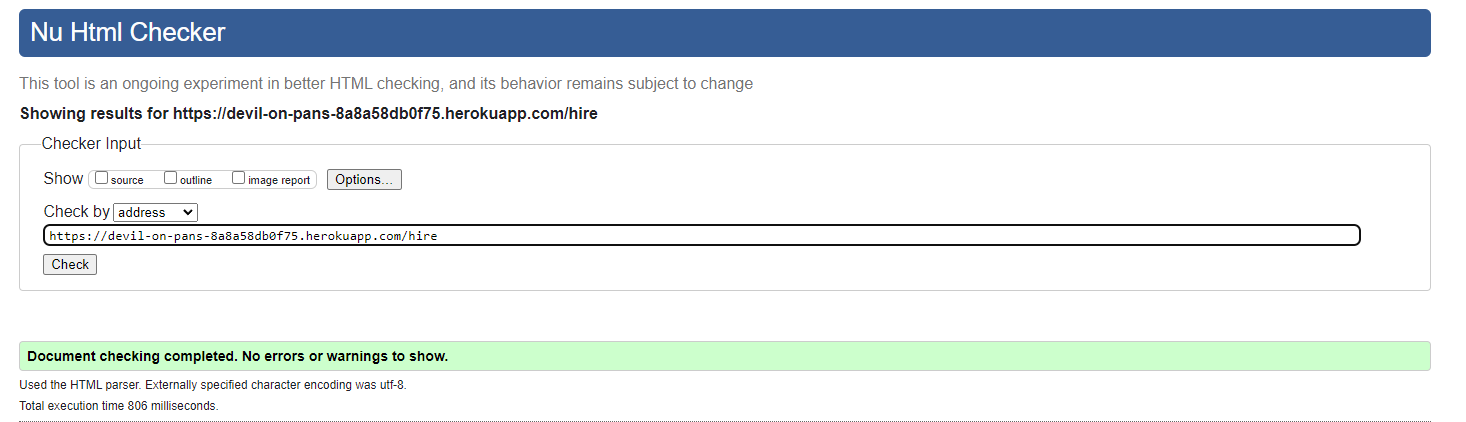 Nu Html Checker
This tool is an ongoing experiment in better HTML checking, and its behavior remains subject to change
Showing results for https://devil-on-pans-8a8a58db0f75.herokuapp.com/hire
Checker Input
Show source outline image report Options...
Check by address
https://devil-on-pans-8a8a58db0f75.herokuapp.com/hire
Check
Document checking completed. No errors or warnings to show.
Used the HTML parser. Externally specified character encoding was utf-8.
Total execution time 806 milliseconds.